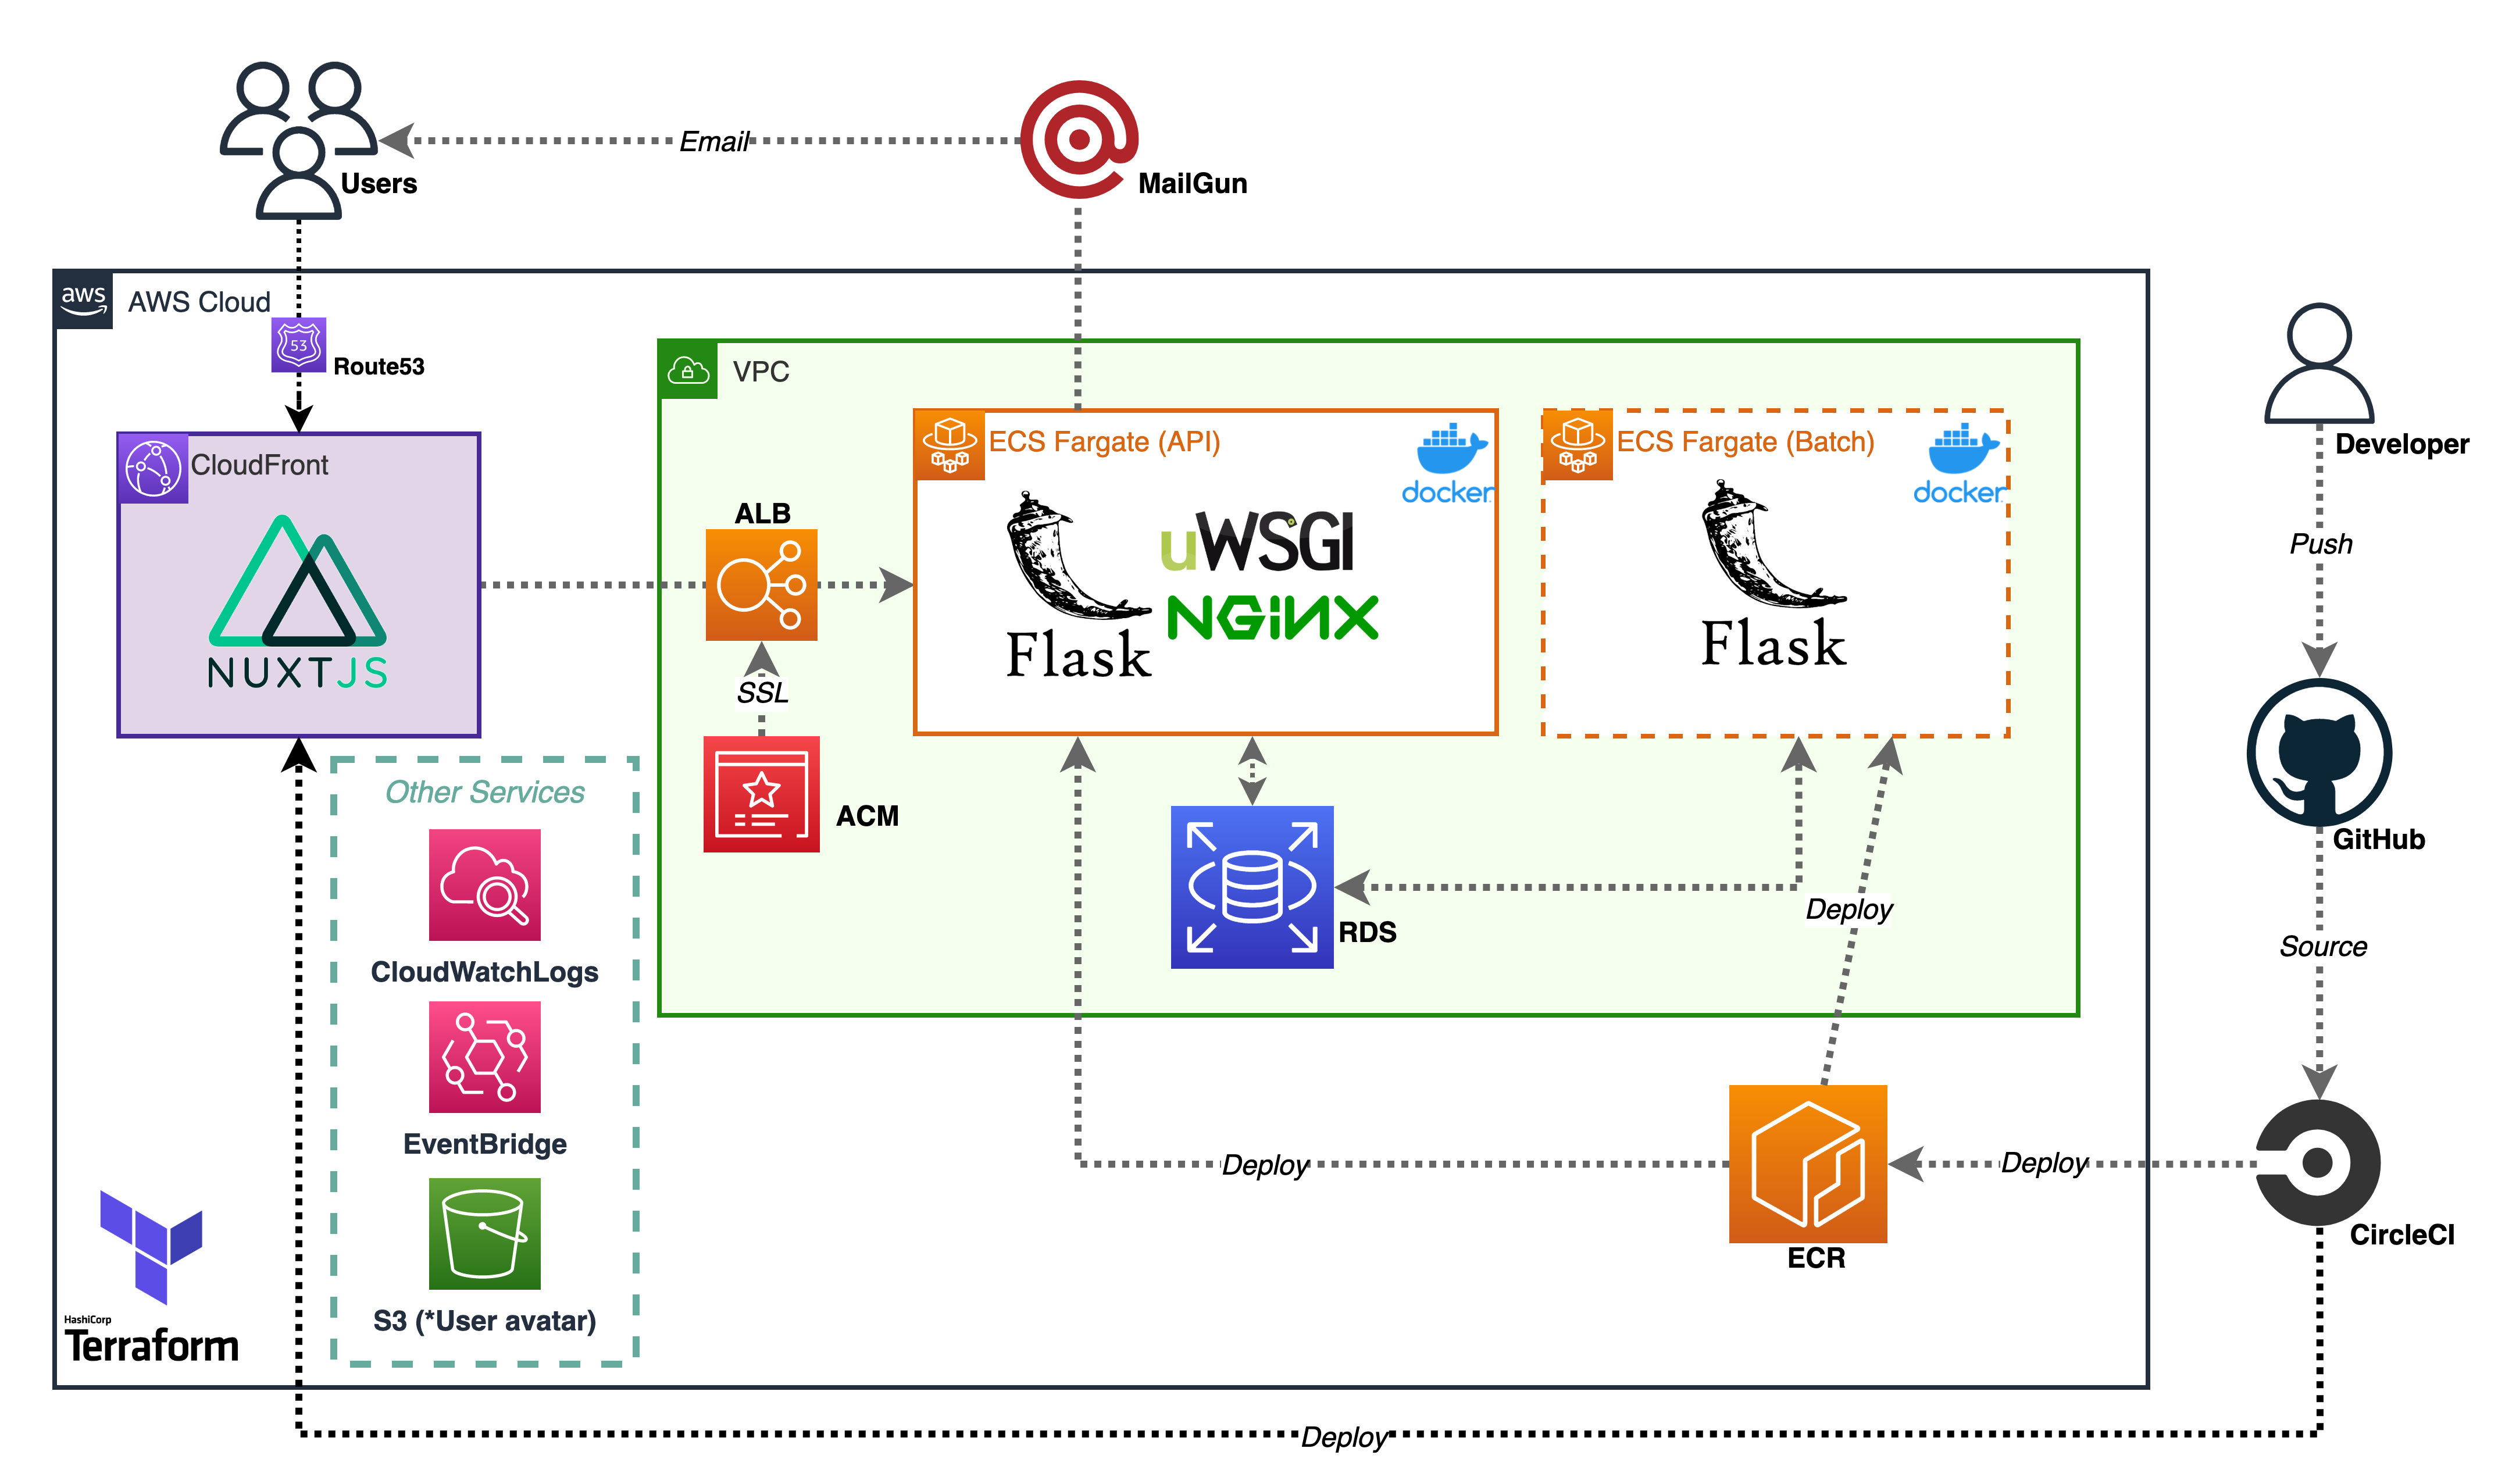 Users
Email
MailGun
aws
AWS Cloud
53
Route53
VPC
Developer
CloudFront
NUXTJS
ALB
SSL
ACM
ECS Fargate (API)
docker
Flask
uWSGI
NGiNX
ECS Fargate (Batch)
docker
Flask
Push
GitHub
Source
RDS
Deploy
Other Services
CloudWatchLogs
EventBridge
S3 (*User avatar)
Deploy
ECR
Deploy
CircleCI
HashiCorp
Terraform
Deploy